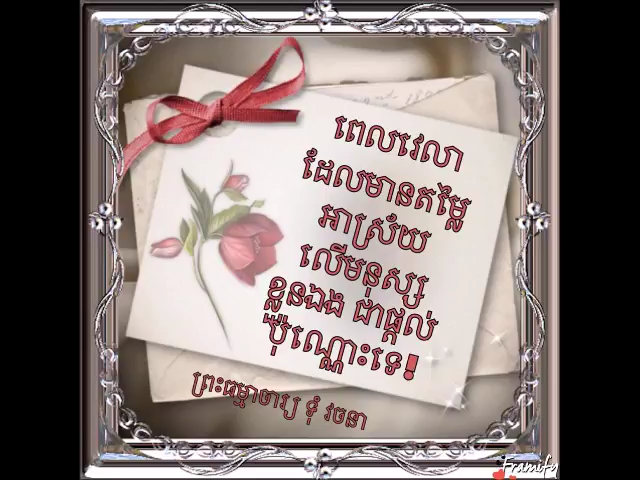 ពេលវេលា
ដែលមានតម្លៃ
អាស្រ័យ
លើមនុស្ស
ខ្លួនឯង ជាផ្តល់
ប៉ុណ្ណោះទេ!
ព្រះធម្មាចារ្យ ទុំ វចនា
Framify